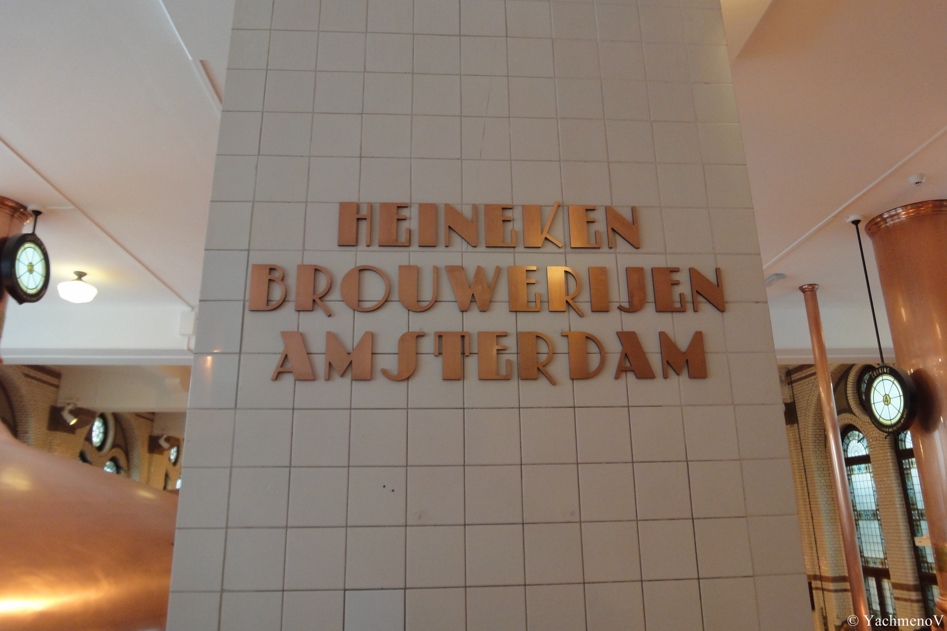 HEINEKEN
BROUWERIJEN
AMSTERDAM
© YachmenoV